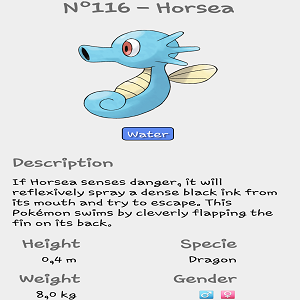 Nº116 - Horsea
Water
Description
If Horsea senses danger, it will
reflexively spray a dense black ink from
its mouth and try to escape. This
Pokémon swims by cleverly flapping the
fin on its back.
Height Specie
0,4 m Dragon
Weight Gender
8,0 kg